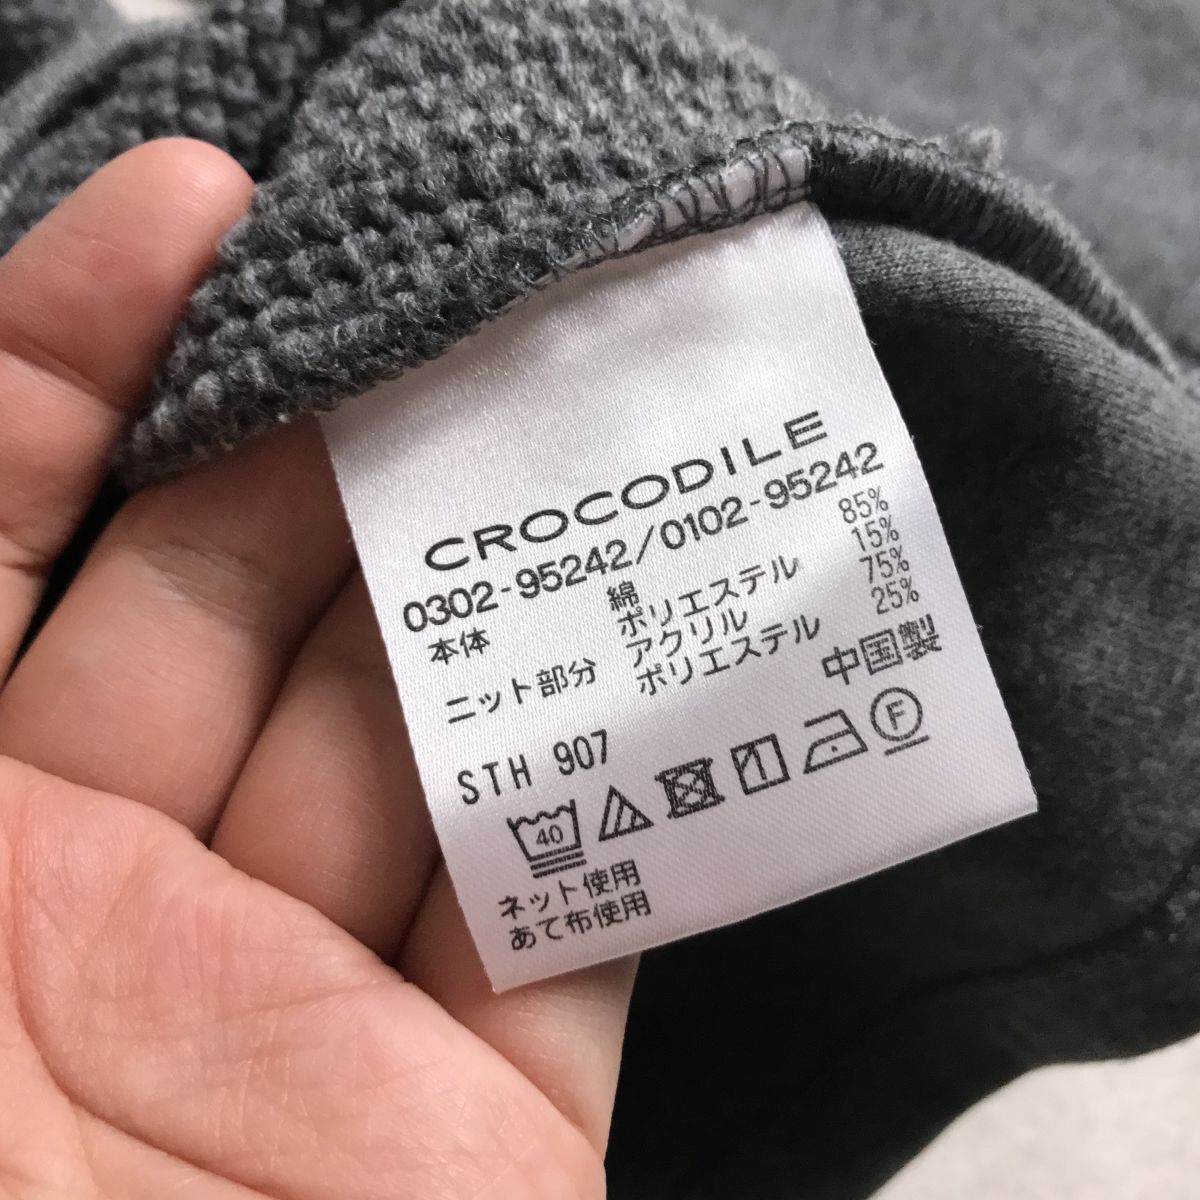 CROCODILE
0302-95242/0102-95242
本体 綿 85%
ポリエステル 15%
ニット部分 アクリル 75%
ポリエステル 25%
中国製
STH 907
40
F
ネット使用
あて布使用